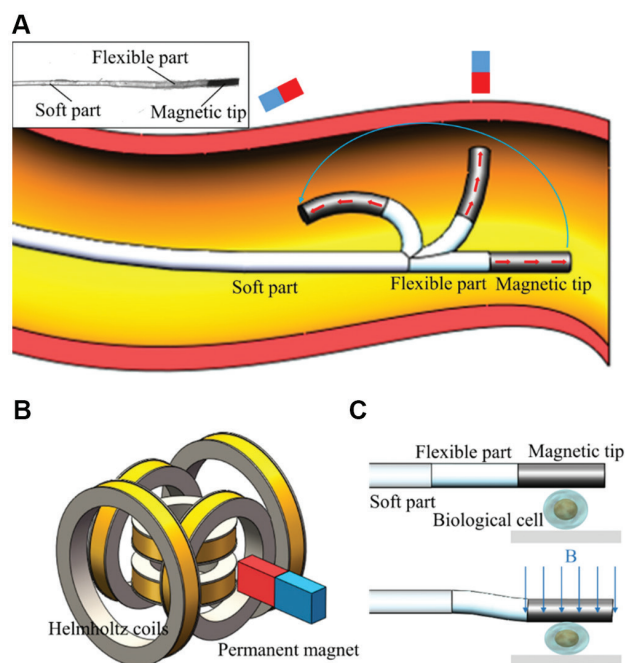 A
Flexible part
Soft part
Magnetic tip
Soft part
Flexible part
Magnetic tip
B
Helmholtz coils
Permanent magnet
C
Flexible part
Magnetic tip
Soft part
Biological cell
B